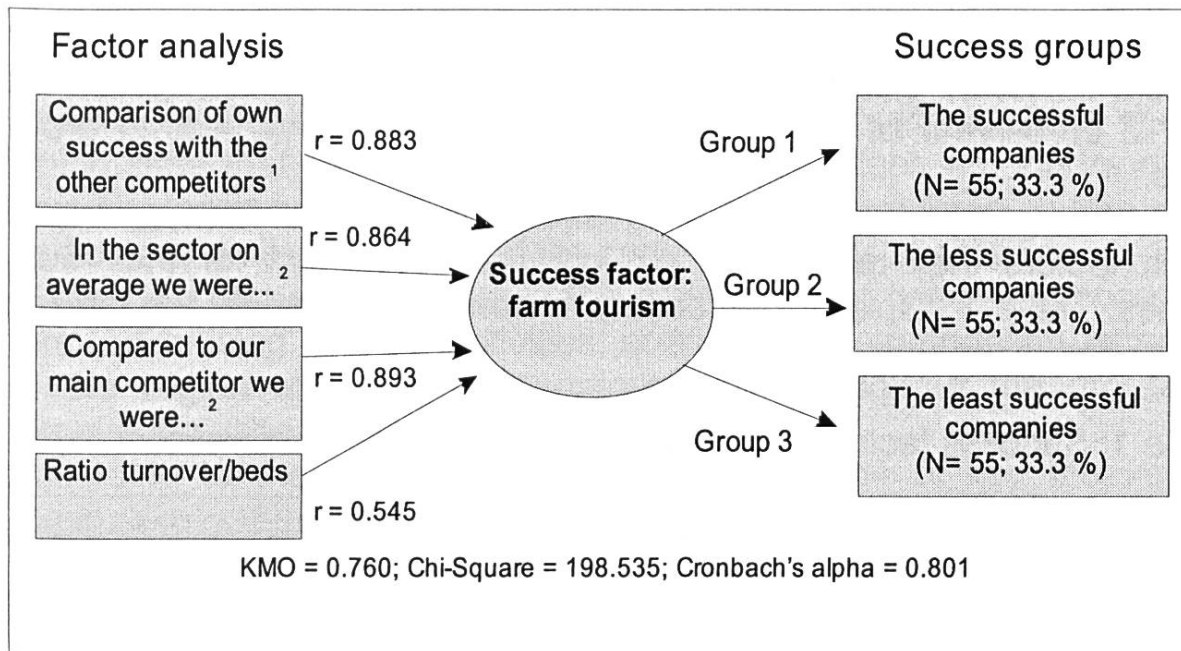 Factor analysis
Success groups
Comparison of own
success with the
other competitors 1
r = 0.883
In the sector on
average we were... 2
r = 0.864
Compared to our
main competitor we
were... 2
r = 0.893
Ratio turnover/beds
r = 0.545
Success factor:
farm tourism
Group 1
Group 2
Group 3
The successful
companies
(N= 55; 33.3 %)
The less successful
companies
(N= 55; 33.3 %)
The least successful
companies
(N= 55; 33.3 %)
KMO = 0.760; Chi-Square = 198.535; Cronbach's alpha = 0.801